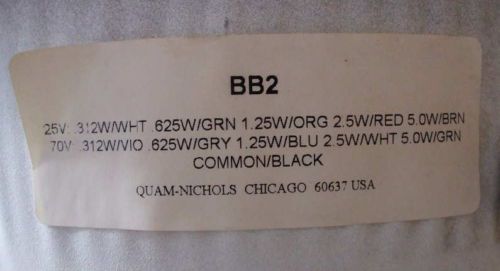 BB2
25V: .312W/WHT .625W/GRN 1.25W/ORG 2.5W/RED 5.0W/BRN
70V: .312W/VIO .625W/GRY 1.25W/BLU 2.5W/WHT 5.0W/GRN
COMMON/BLACK
QUAM-NICHOLS CHICAGO 60637 USA